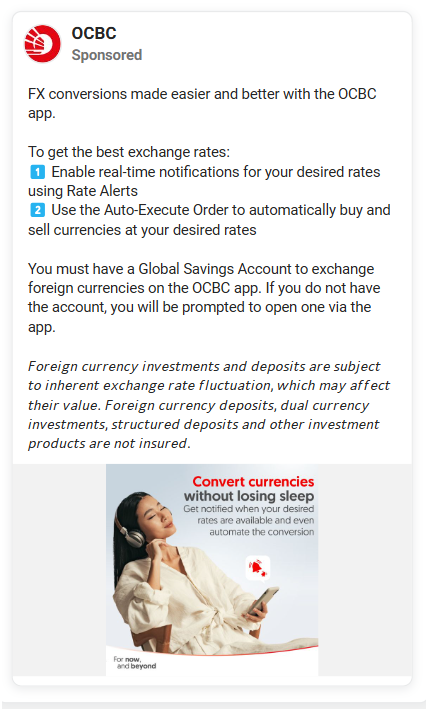 OCBC
Sponsored
FX conversions made easier and better with the OCBC
app.
To get the best exchange rates:
1️⃣ Enable real-time notifications for your desired rates
using Rate Alerts
2️⃣ Use the Auto-Execute Order to automatically buy and
sell currencies at your desired rates
You must have a Global Savings Account to exchange
foreign currencies on the OCBC app. If you do not have
the account, you will be prompted to open one via the
app.
Foreign currency investments and deposits are subject
to inherent exchange rate fluctuation, which may affect
their value. Foreign currency deposits, dual currency
investments, structured deposits and other investment
products are not insured.
Convert currencies
without losing sleep
Get notified when your desired
rates are available and even
automate the conversion
For now,
and beyond